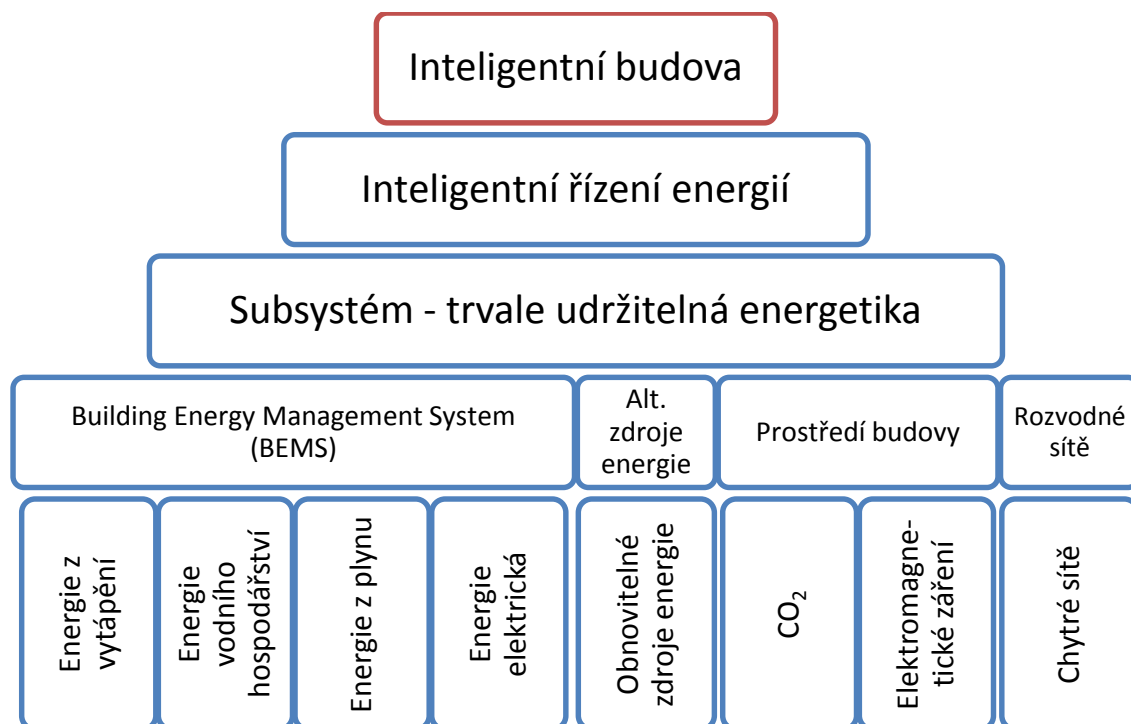 Inteligentní budova
Inteligentní řízení energií
Subsystém - trvale udržitelná energetika
Building Energy Management System
(BEMS)
Alt.
zdroje
energie
Prostředí budovy
Rozvodné
sítě
Energie z
vytápění
Energie
vodního
hospodářství
Energie z plynu
Energie
elektrická
Obnovitelné
zdroje energie
CO₂
Elektromagne-
tické záření
Chytré sítě